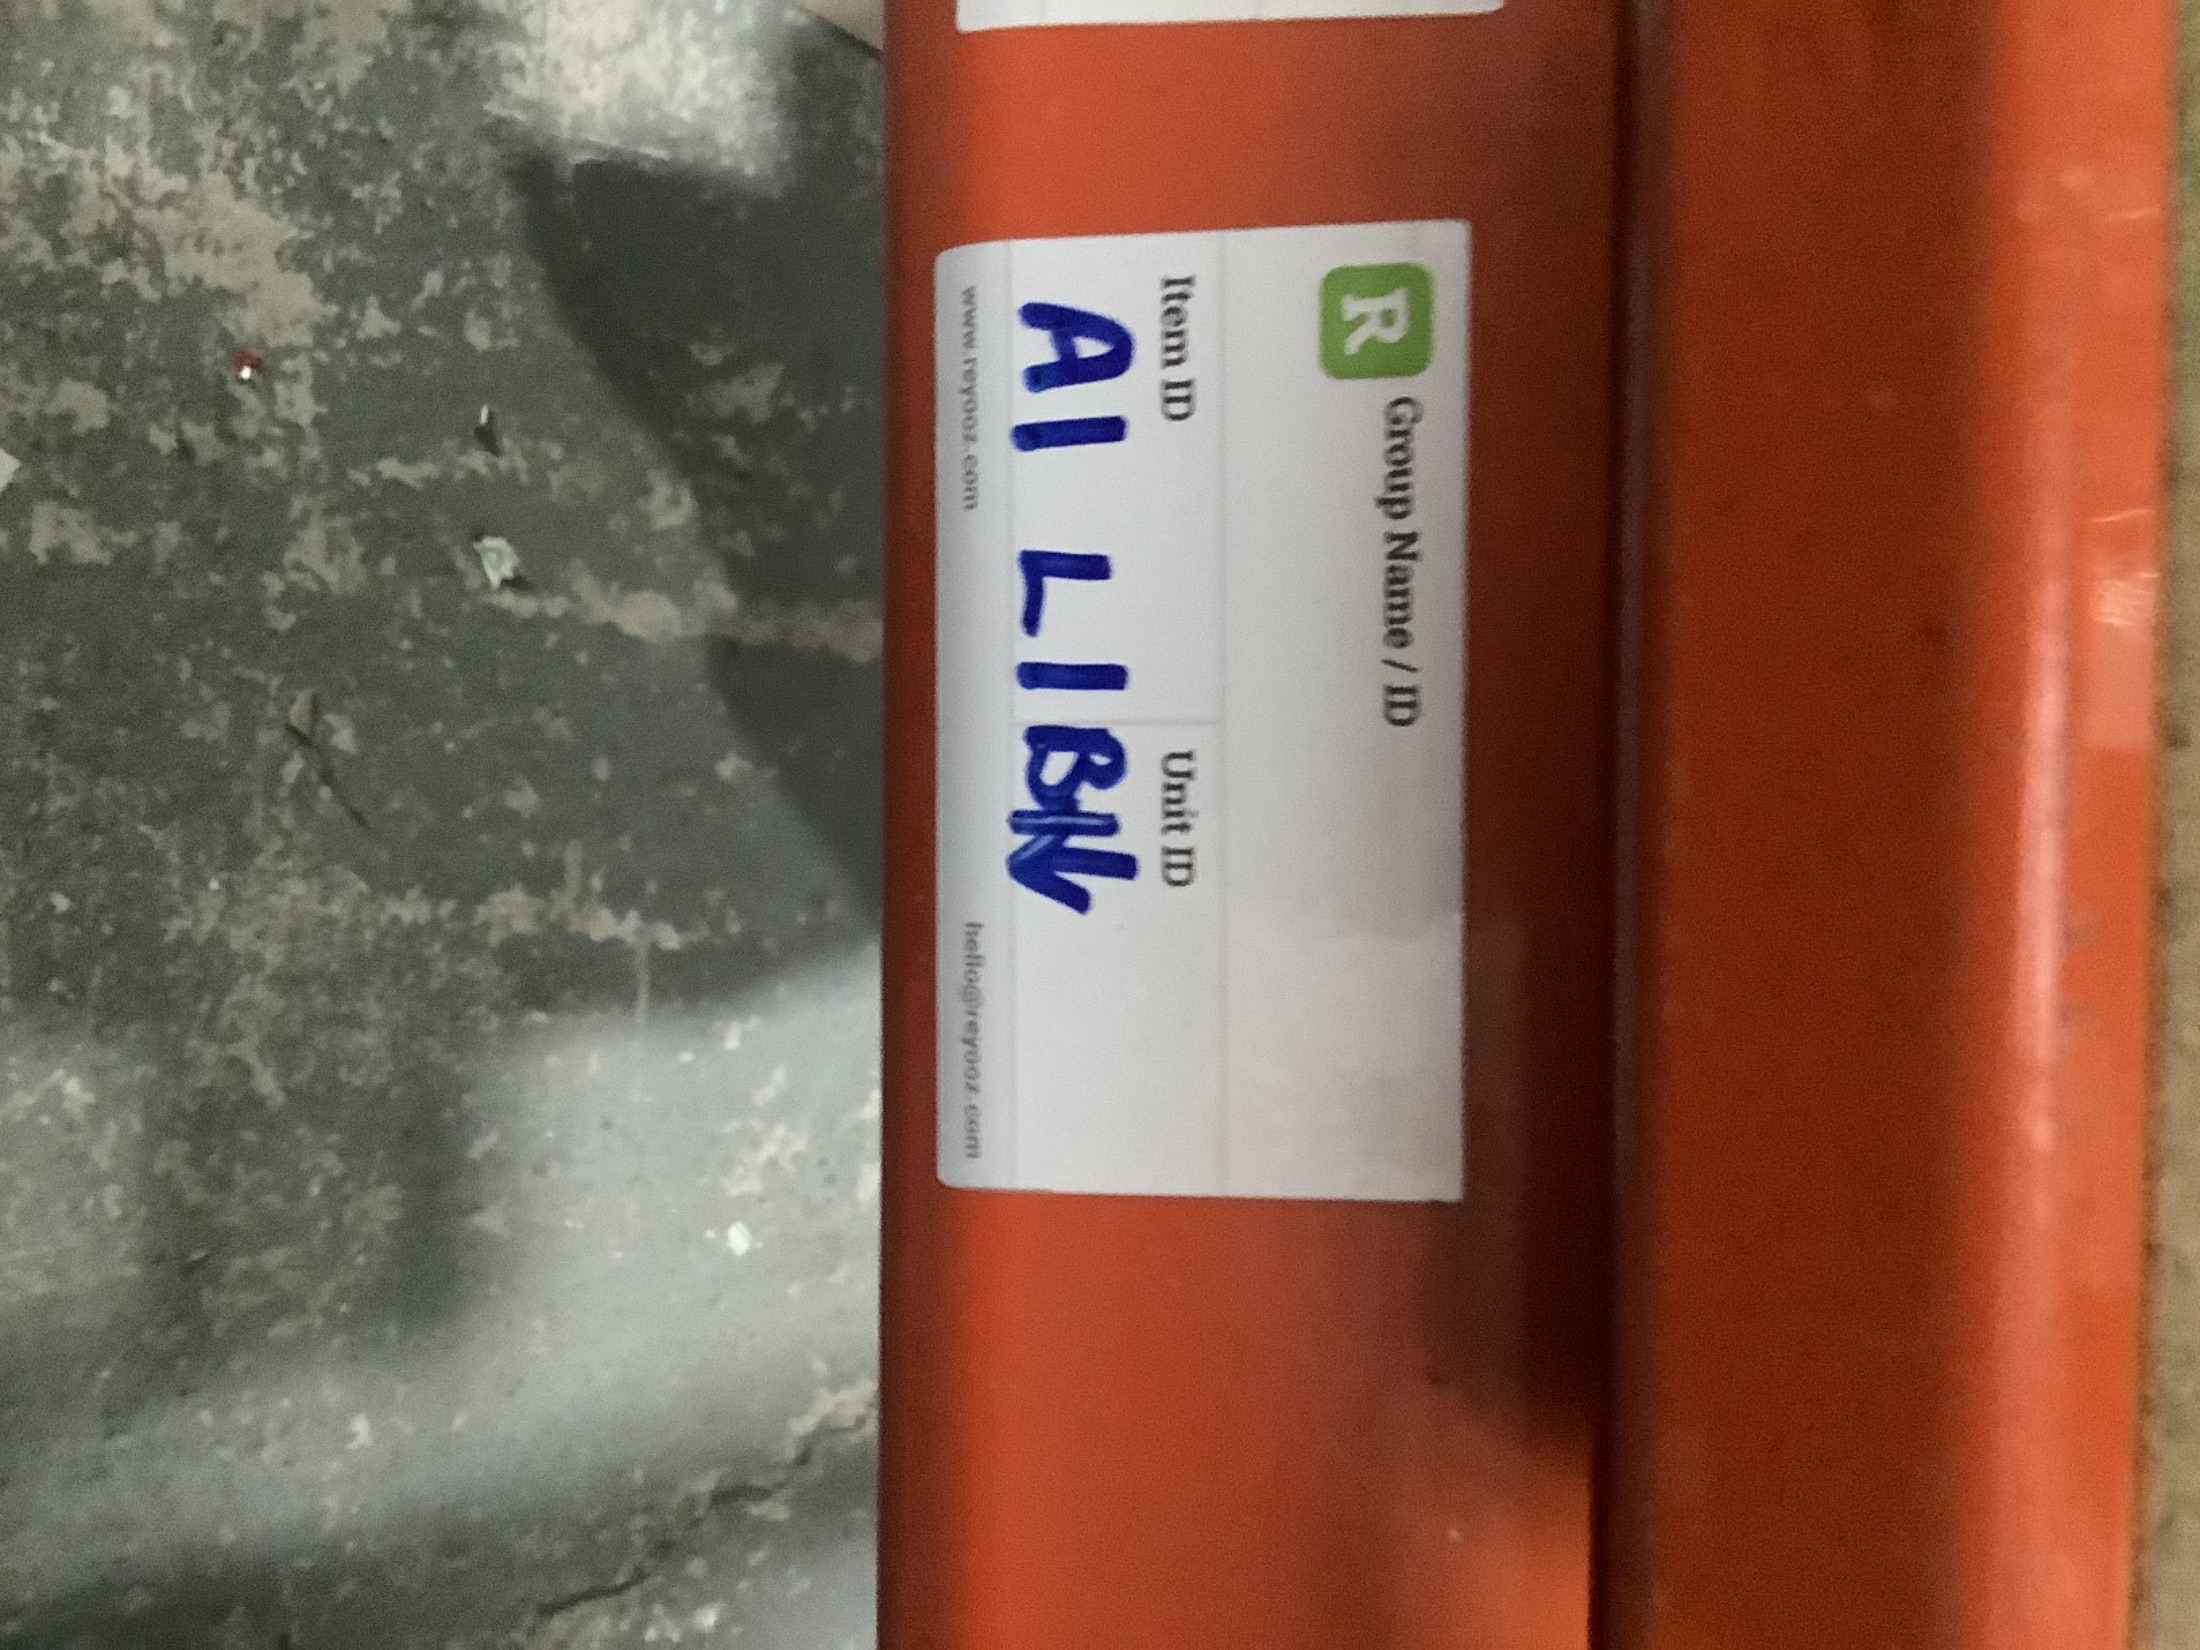 R Group Name / ID
Item ID Unit ID
A1 L1BW
www.reyooz.com hello@reyooz.com